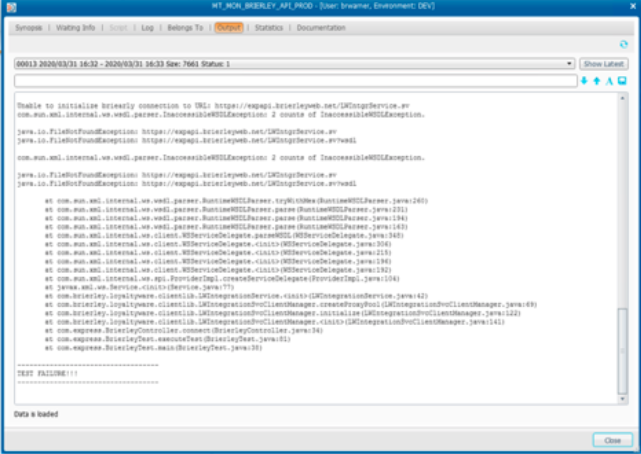 MT_MON_BRIERLEY_API_PROD - [User: brwarner, Environment: DEV]
Synopsis | Waiting Info | Script | Log | Belongs To | Output | Statistics | Documentation
00013 2020/03/31 16:32 - 2020/03/31 16:33 Size: 7661 Status: 1
Show Latest
Unable to initialize briearly connection to URL: https://expapi.brierleyweb.net/LWIntgrService.sv
com.sun.xml.internal.ws.wsdl.parser.InaccessibleWSDLException: 2 counts of InaccessibleWSDLException.
java.io.FileNotFoundException: https://expapi.brierleyweb.net/LWIntgrService.sv
java.io.FileNotFoundException: https://expapi.brierleyweb.net/LWIntgrService.sv?wsdl
com.sun.xml.internal.ws.wsdl.parser.InaccessibleWSDLException: 2 counts of InaccessibleWSDLException.
java.io.FileNotFoundException: https://expapi.brierleyweb.net/LWIntgrService.sv
java.io.FileNotFoundException: https://expapi.brierleyweb.net/LWIntgrService.sv?wsdl
at com.sun.xml.internal.ws.wsdl.parser.RuntimeWSDLParser.tryWithMex(RuntimeWSDLParser.java:260)
at com.sun.xml.internal.ws.wsdl.parser.RuntimeWSDLParser.parse(RuntimeWSDLParser.java:231)
at com.sun.xml.internal.ws.wsdl.parser.RuntimeWSDLParser.parse(RuntimeWSDLParser.java:194)
at com.sun.xml.internal.ws.wsdl.parser.RuntimeWSDLParser.parse(RuntimeWSDLParser.java:163)
at com.sun.xml.internal.ws.client.WSServiceDelegate.parseWSDL(WSServiceDelegate.java:348)
at com.sun.xml.internal.ws.client.WSServiceDelegate.<init>(WSServiceDelegate.java:306)
at com.sun.xml.internal.ws.client.WSServiceDelegate.<init>(WSServiceDelegate.java:215)
at com.sun.xml.internal.ws.client.WSServiceDelegate.<init>(WSServiceDelegate.java:196)
at com.sun.xml.internal.ws.client.WSServiceDelegate.<init>(WSServiceDelegate.java:192)
at com.sun.xml.internal.ws.spi.ProviderImpl.createServiceDelegate(ProviderImpl.java:104)
at javax.xml.ws.Service.<init>(Service.java:77)
at com.brierley.loyaltyware.clientlib.LWIntegrationService.<init>(LWIntegrationService.java:42)
at com.brierley.loyaltyware.clientlib.LWIntegrationSvcClientManager.createProxyPool(LWIntegrationSvcClientManager.java:69)
at com.brierley.loyaltyware.clientlib.LWIntegrationSvcClientManager.initialize(LWIntegrationSvcClientManager.java:122)
at com.brierley.loyaltyware.clientlib.LWIntegrationSvcClientManager.<init>(LWIntegrationSvcClientManager.java:141)
at com.express.BrierleyController.connect(BrierleyController.java:34)
at com.express.BrierleyTest.executeTest(BrierleyTest.java:81)
at com.express.BrierleyTest.main(BrierleyTest.java:38)
----------------------------------
TEST FAILURE!!!
----------------------------------
Data is loaded
Close